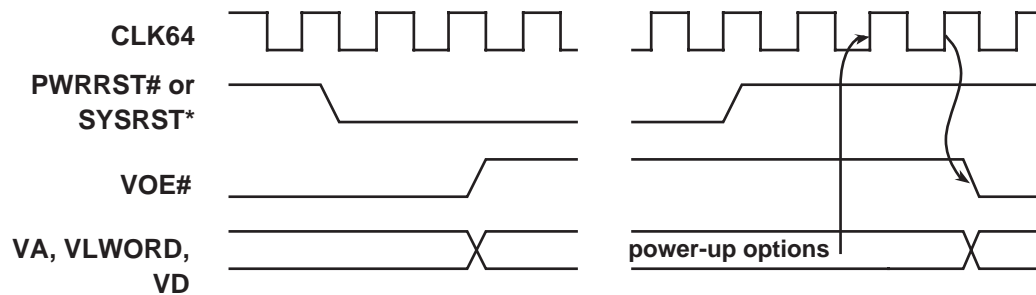 CLK64
PWRRST# or
SYSRST*
VOE#
VA, VLWORD,
VD
power-up options